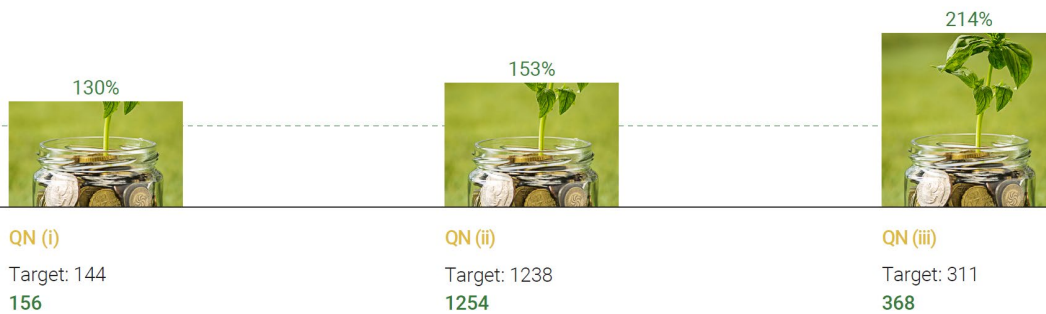 130%
153%
214%
QN (i)
Target: 144
156
QN (ii)
Target: 1238
1254
QN (iii)
Target: 311
368